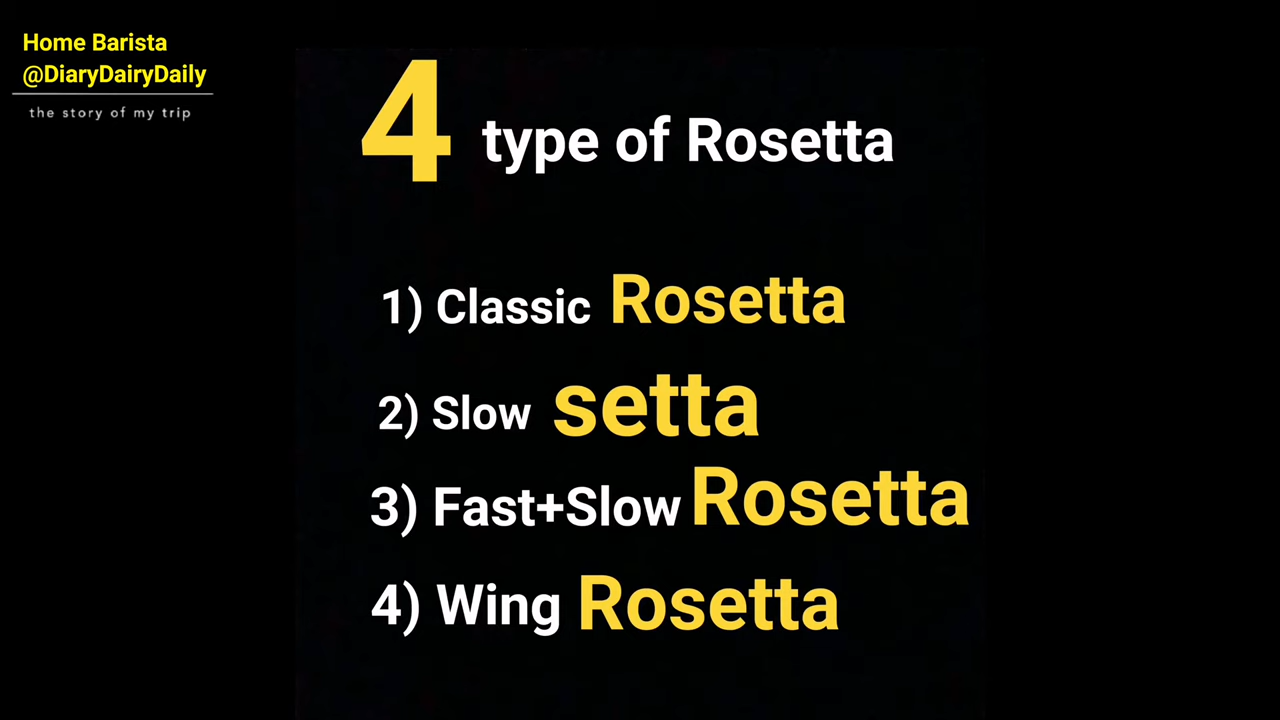 Home Barista
@DiaryDairyDaily
the story of my trip
4 type of Rosetta
1) Classic Rosetta
2) Slow setta
3) Fast+Slow Rosetta
4) Wing Rosetta